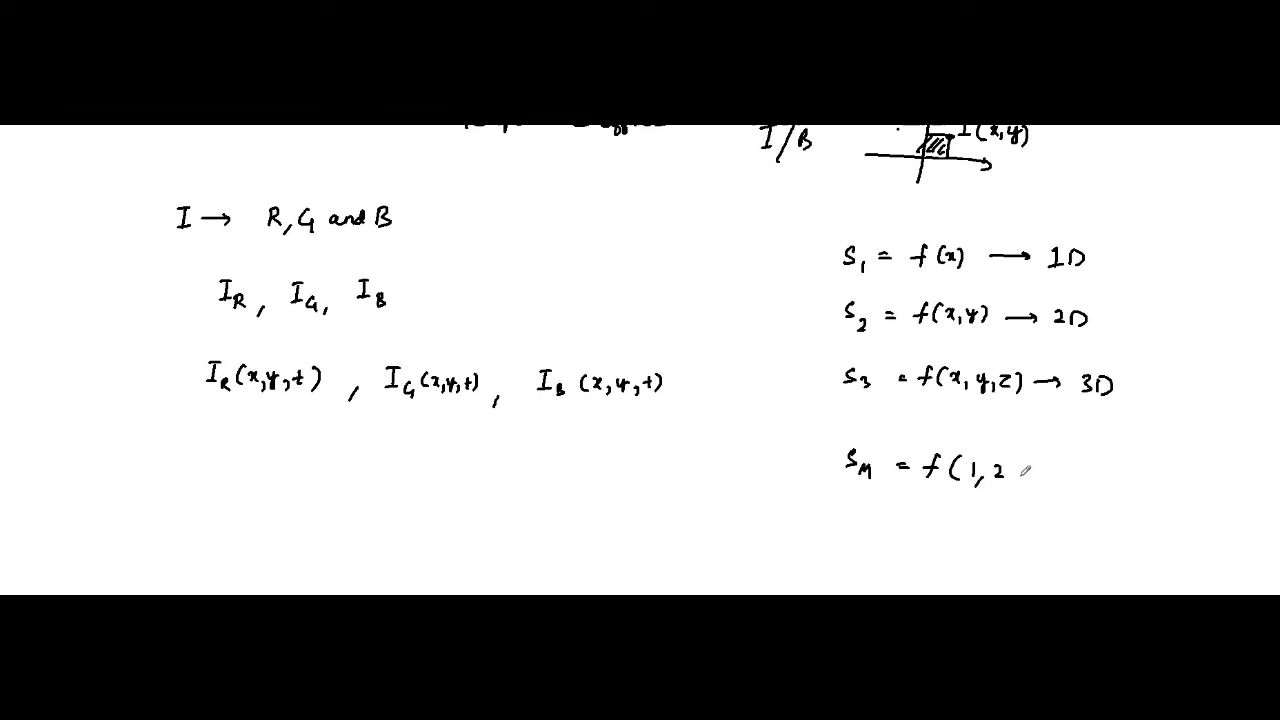 I/B
I(x,y)
I → R, G and B
I_R, I_G, I_B
I_R(x,y,t), I_G(x,y,t), I_B(x,y,t)
S_1 = f(x) → 1D
S_2 = f(x,y) → 2D
S_3 = f(x,y,z) → 3D
S_M = f(1,2